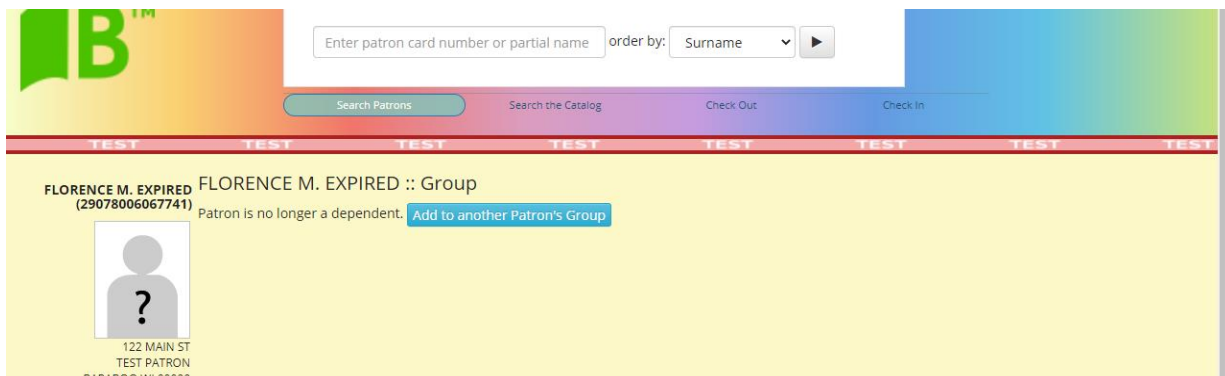 B™
Enter patron card number or partial name order by: Surname
Search Patrons Search the Catalog Check Out Check In
TEST TEST TEST TEST TEST TEST TEST TEST
FLORENCE M. EXPIRED
(29078006067741)
FLORENCE M. EXPIRED :: Group
Patron is no longer a dependent. Add to another Patron's Group
?
122 MAIN ST
TEST PATRON